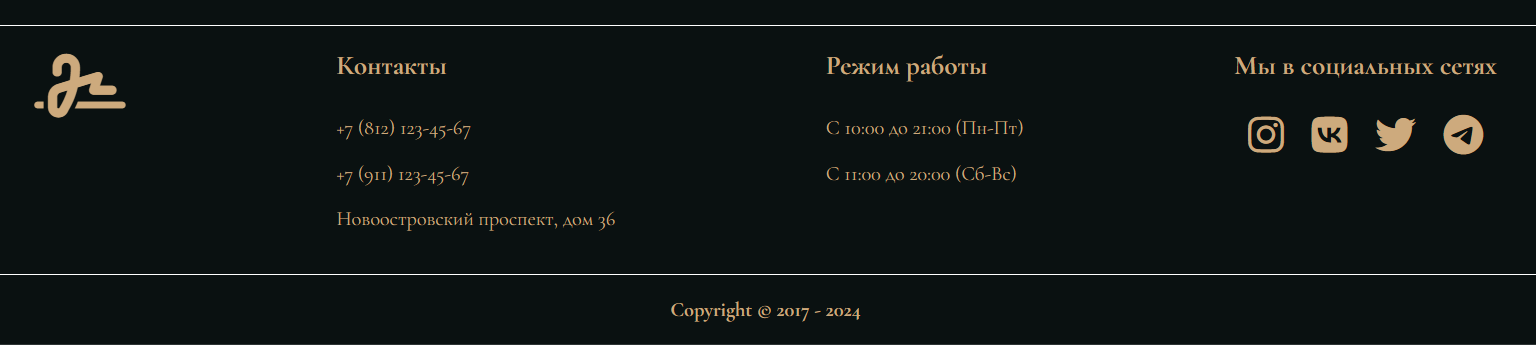 Контакты
+7 (812) 123-45-67
+7 (911) 123-45-67
Новоостровский проспект, дом 36
Режим работы
С 10:00 до 21:00 (Пн-Пт)
С 11:00 до 20:00 (Сб-Вс)
Мы в социальных сетях
Copyright © 2017 - 2024